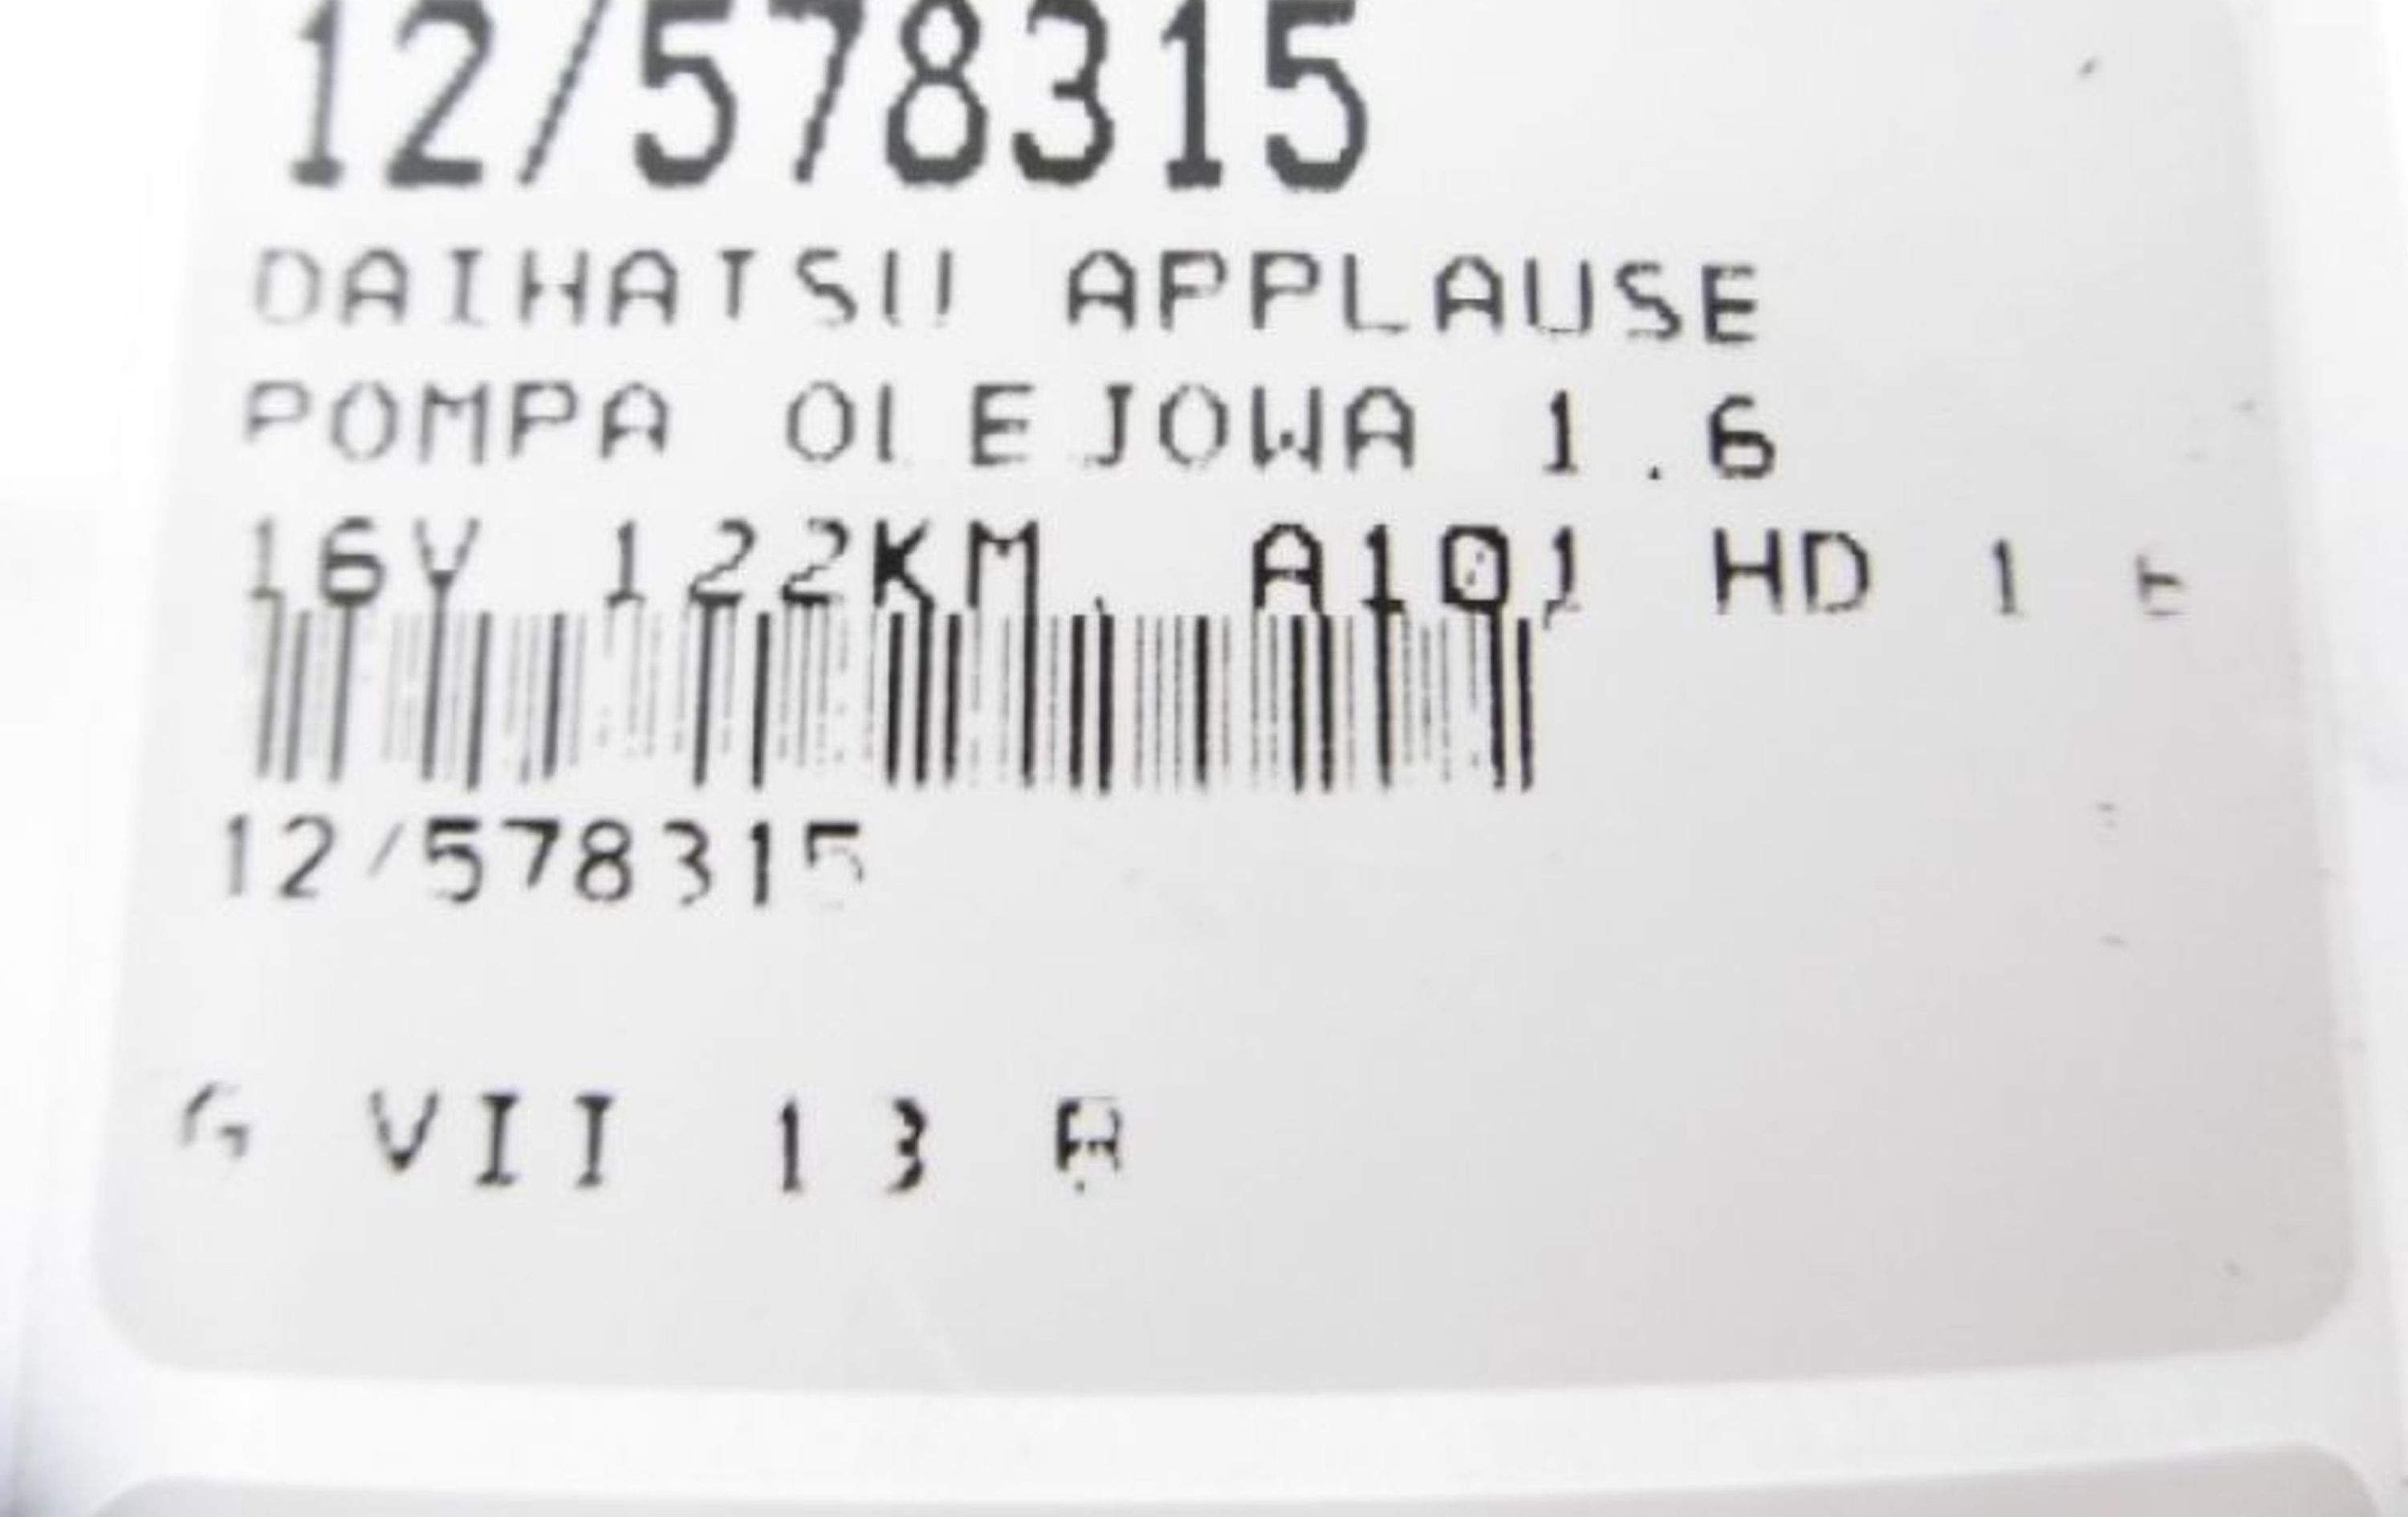 12/578315
DAIHATSU APPLAUSE
POMPA OLEJOWA 1.6
16V 122KM, A101 HD 1
12/578315
G VII 13 A